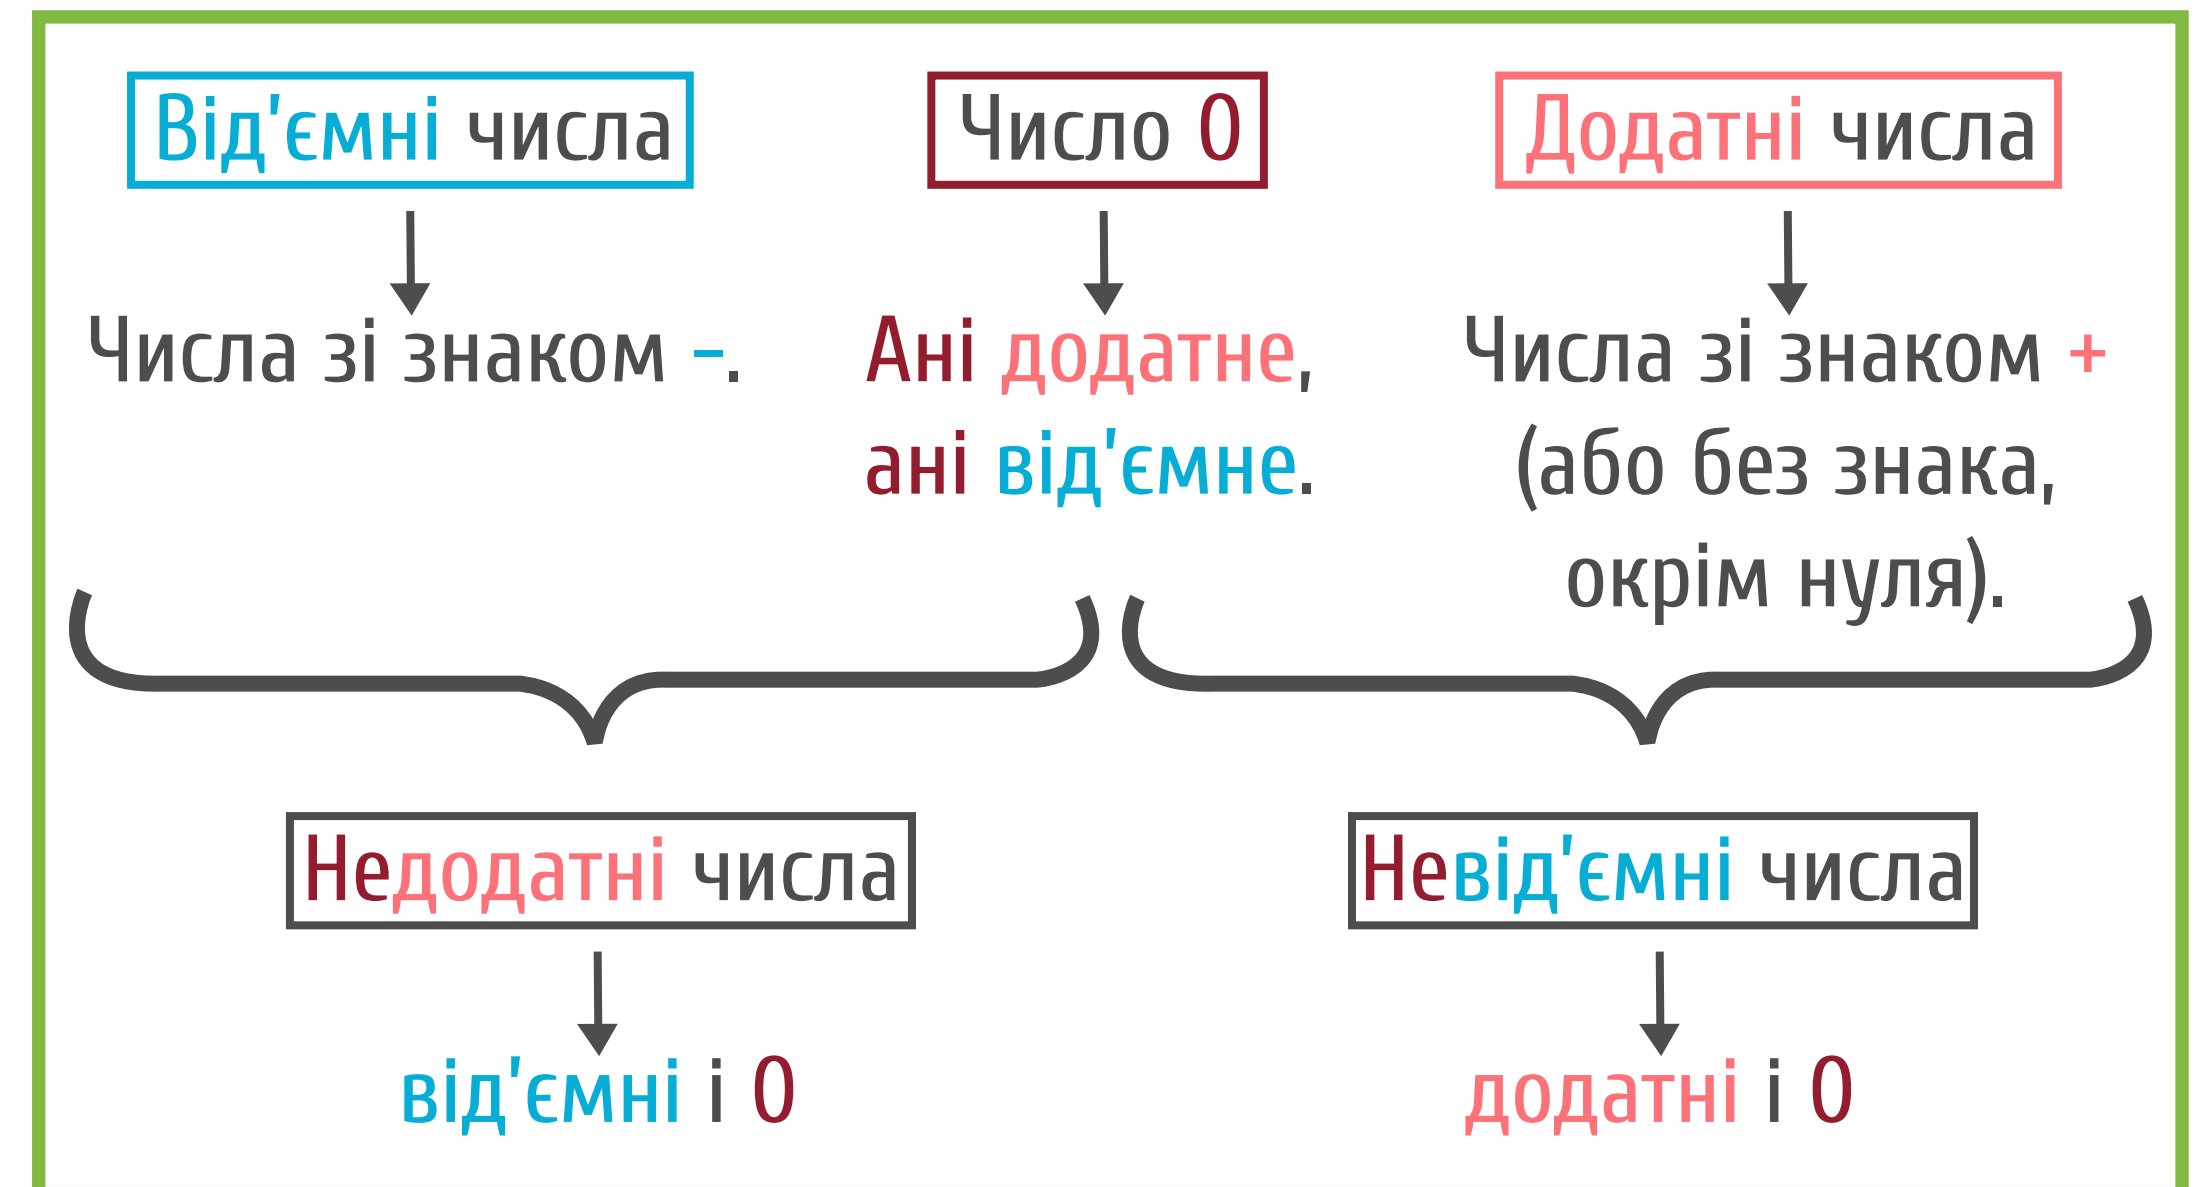 Від'ємні числа
Число 0
Додатні числа
Числа зі знаком -.
Ані додатне,
ані від'ємне.
Числа зі знаком +
(або без знака,
окрім нуля).
Недодатні числа
Невід'ємні числа
від'ємні і 0
додатні і 0